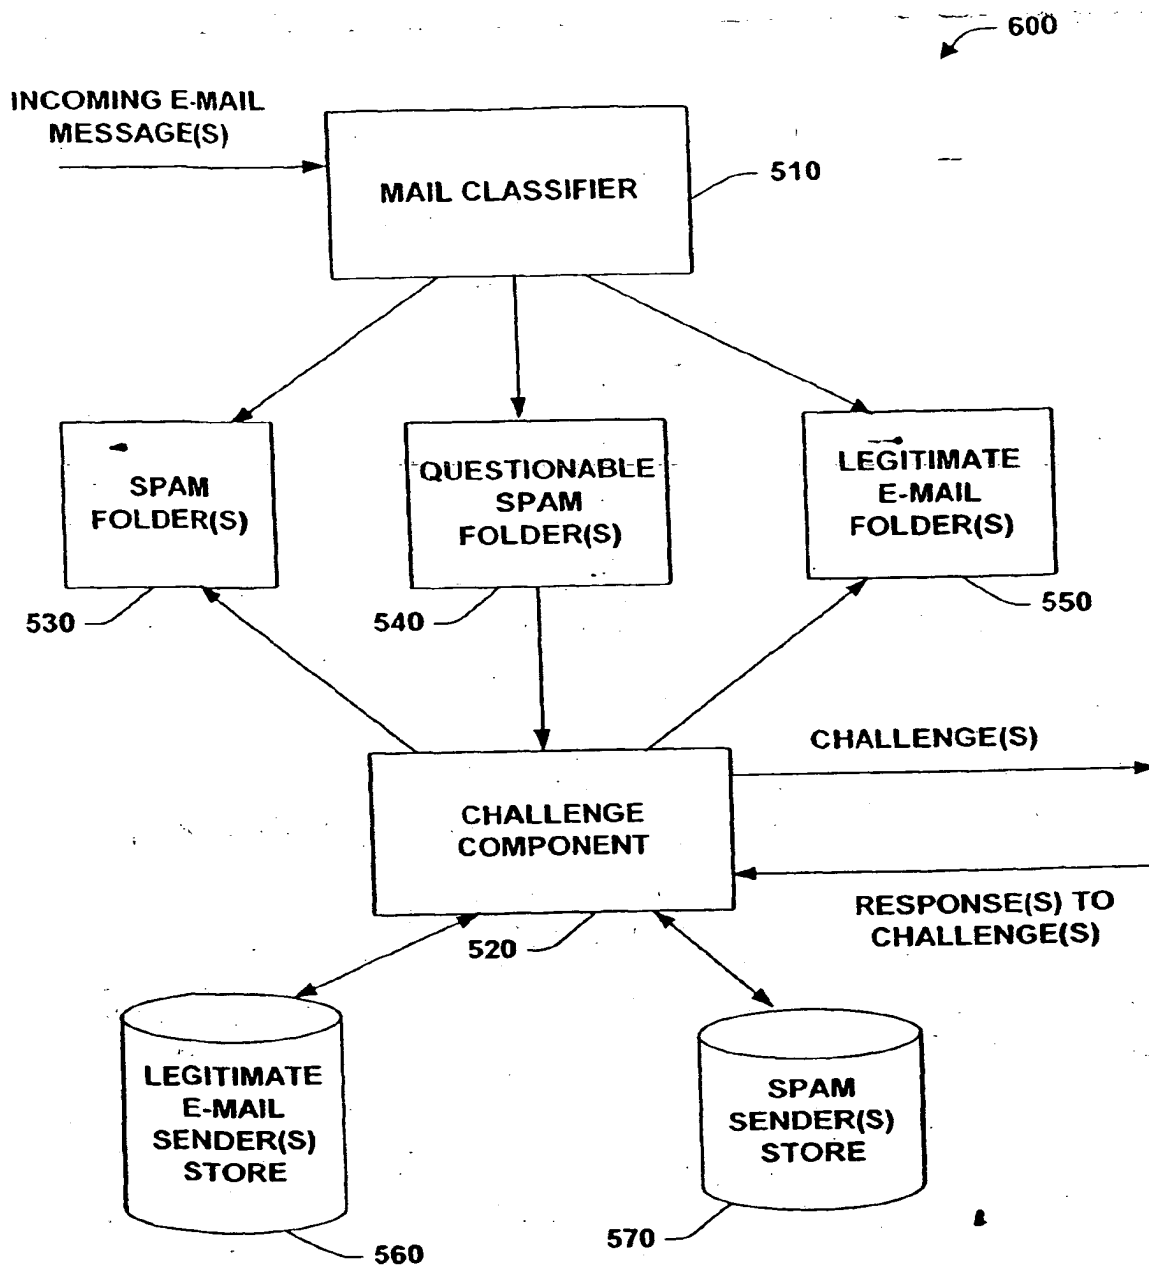 600
INCOMING E-MAIL
MESSAGE(S)
MAIL CLASSIFIER
510
SPAM
FOLDER(S)
530
QUESTIONABLE
SPAM
FOLDER(S)
540
LEGITIMATE
E-MAIL
FOLDER(S)
550
CHALLENGE(S)
CHALLENGE
COMPONENT
520
RESPONSE(S) TO
CHALLENGE(S)
LEGITIMATE
E-MAIL
SENDER(S)
STORE
560
SPAM
SENDER(S)
STORE
570